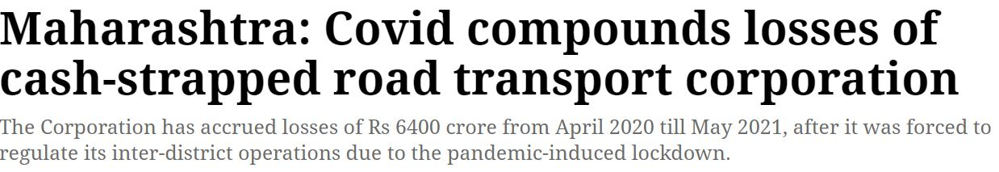 Maharashtra: Covid compounds losses of
cash-strapped road transport corporation
The Corporation has accrued losses of Rs 6400 crore from April 2020 till May 2021, after it was forced to
regulate its inter-district operations due to the pandemic-induced lockdown.